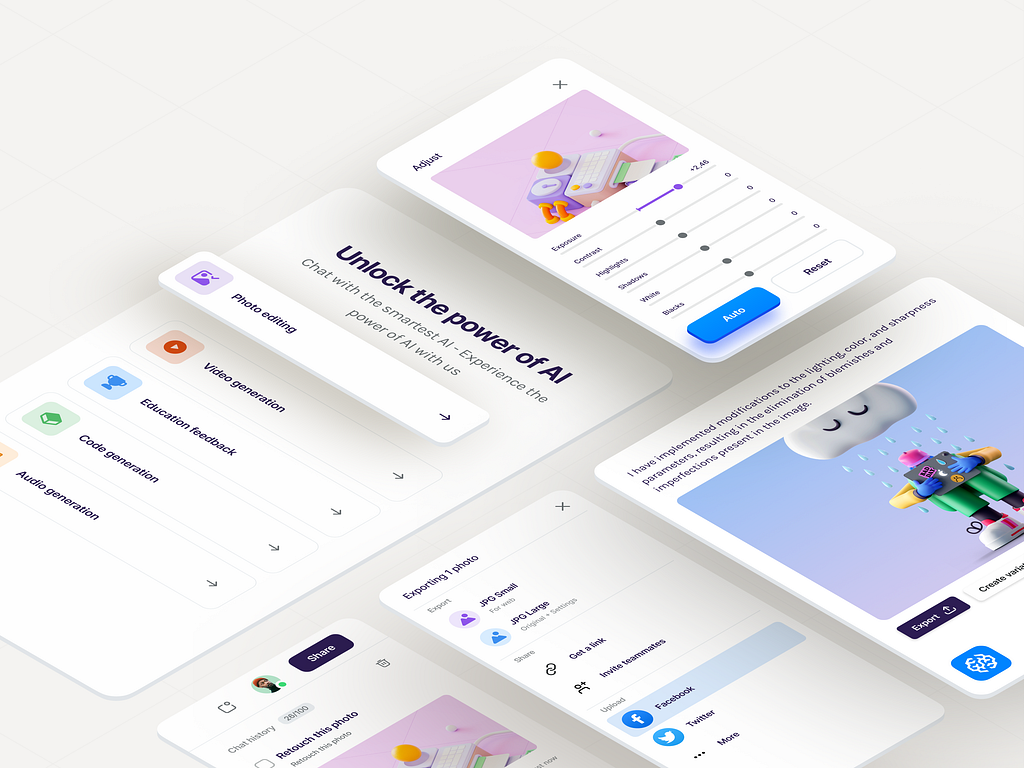 Adjust
+2,46
Exposure
0
Contrast
0
Highlights
0
Shadows
0
White
0
Blacks
Auto
Reset
Unlock the power of AI
Chat with the smartest AI - Experience the
power of AI with us
Photo editing
Video generation
Education feedback
Code generation
Audio generation
I have implemented modifications to the lighting, color, and sharpness
parameters, resulting in the elimination of blemishes and
imperfections present in the image.
Export
Create
Exporting 1 photo
Export
JPG Small
For web
JPG Large
Original + Settings
Share
Get a link
Invite teammates
Upload
Facebook
Twitter
More
Share
Chat history
26/100
Retouch this photo
Retouch this photo
just now